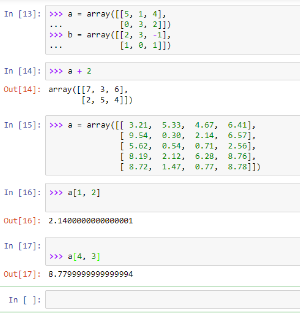 In [13]: >>> a = array([[5, 1, 4],
... [0, 3, 2]])
>>> b = array([[2, 3, -1],
... [1, 0, 1]])
In [14]: >>> a + 2
Out[14]: array([[7, 3, 6],
[2, 5, 4]])
In [15]: >>> a = array([[ 3.21, 5.33, 4.67, 6.41],
[ 9.54, 0.30, 2.14, 6.57],
[ 5.62, 0.54, 0.71, 2.56],
[ 8.19, 2.12, 6.28, 8.76],
[ 8.72, 1.47, 0.77, 8.78]])
In [16]: >>> a[1, 2]
Out[16]: 2.1400000000000001
In [17]:
>>> a[4, 3]
Out[17]: 8.7799999999999994
In [ ]: